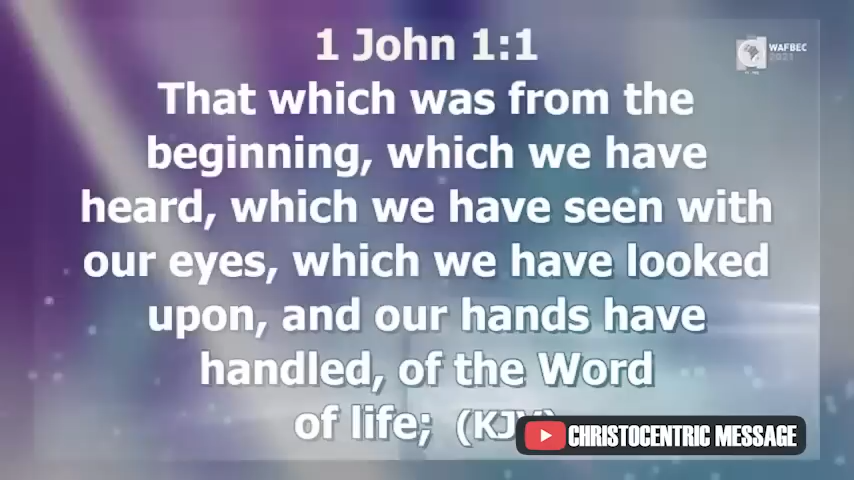 1 John 1:1
WAFBEC
2021
That which was from the
beginning, which we have
heard, which we have seen with
our eyes, which we have looked
upon, and our hands have
handled, of the Word
of life; (KJV)
CHRISTOCENTRIC MESSAGE